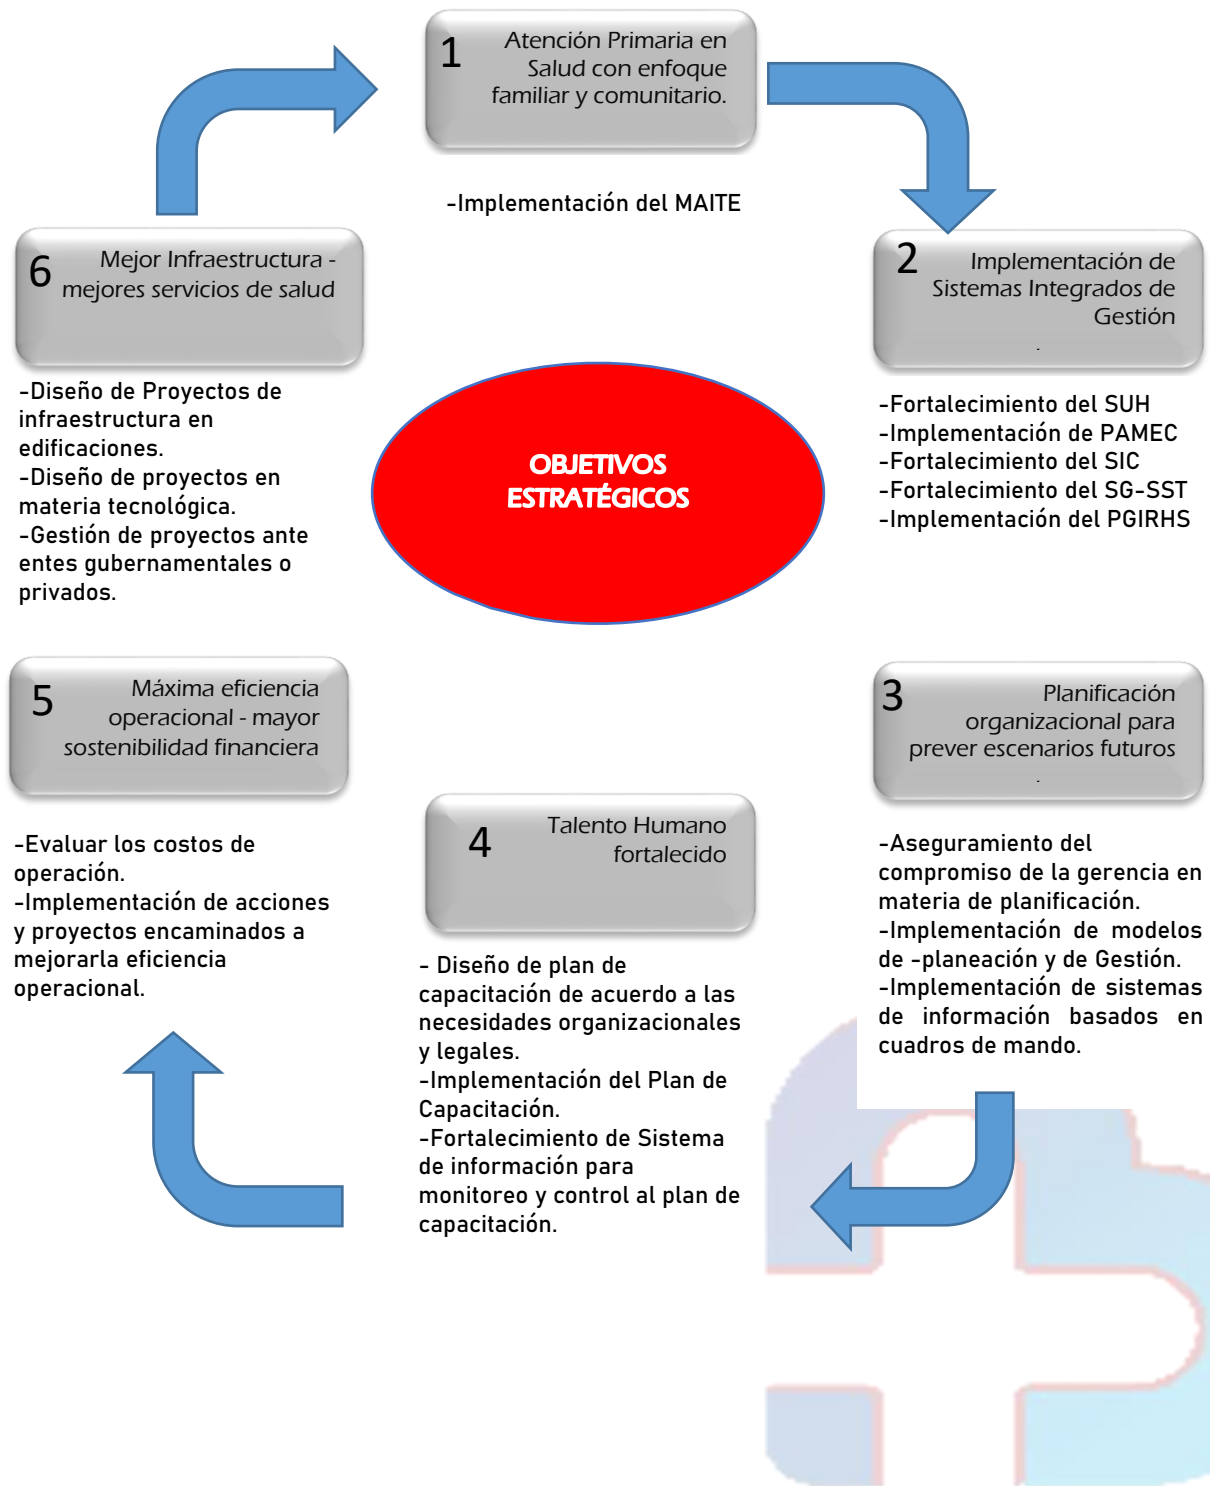 1
Atención Primaria en
Salud con enfoque
familiar y comunitario.
-Implementación del MAITE
2
Implementación de
Sistemas Integrados de
Gestión
.
-Fortalecimiento del SUH
-Implementación de PAMEC
-Fortalecimiento del SIC
-Fortalecimiento del SG-SST
-Implementación del PGIRHS
OBJETIVOS
ESTRATÉGICOS
3
Planificación
organizacional para
prever escenarios futuros
.
-Aseguramiento del
compromiso de la gerencia en
materia de planificación.
-Implementación de modelos
de -planeación y de Gestión.
-Implementación de sistemas
de información basados en
cuadros de mando.
4
Talento Humano
fortalecido
- Diseño de plan de
capacitación de acuerdo a las
necesidades organizacionales
y legales.
-Implementación del Plan de
Capacitación.
-Fortalecimiento de Sistema
de información para
monitoreo y control al plan de
capacitación.
5
Máxima eficiencia
operacional - mayor
sostenibilidad financiera
-Evaluar los costos de
operación.
-Implementación de acciones
y proyectos encaminados a
mejorarla eficiencia
operacional.
6
Mejor Infraestructura -
mejores servicios de salud
-Diseño de Proyectos de
infraestructura en
edificaciones.
-Diseño de proyectos en
materia tecnológica.
-Gestión de proyectos ante
entes gubernamentales o
privados.